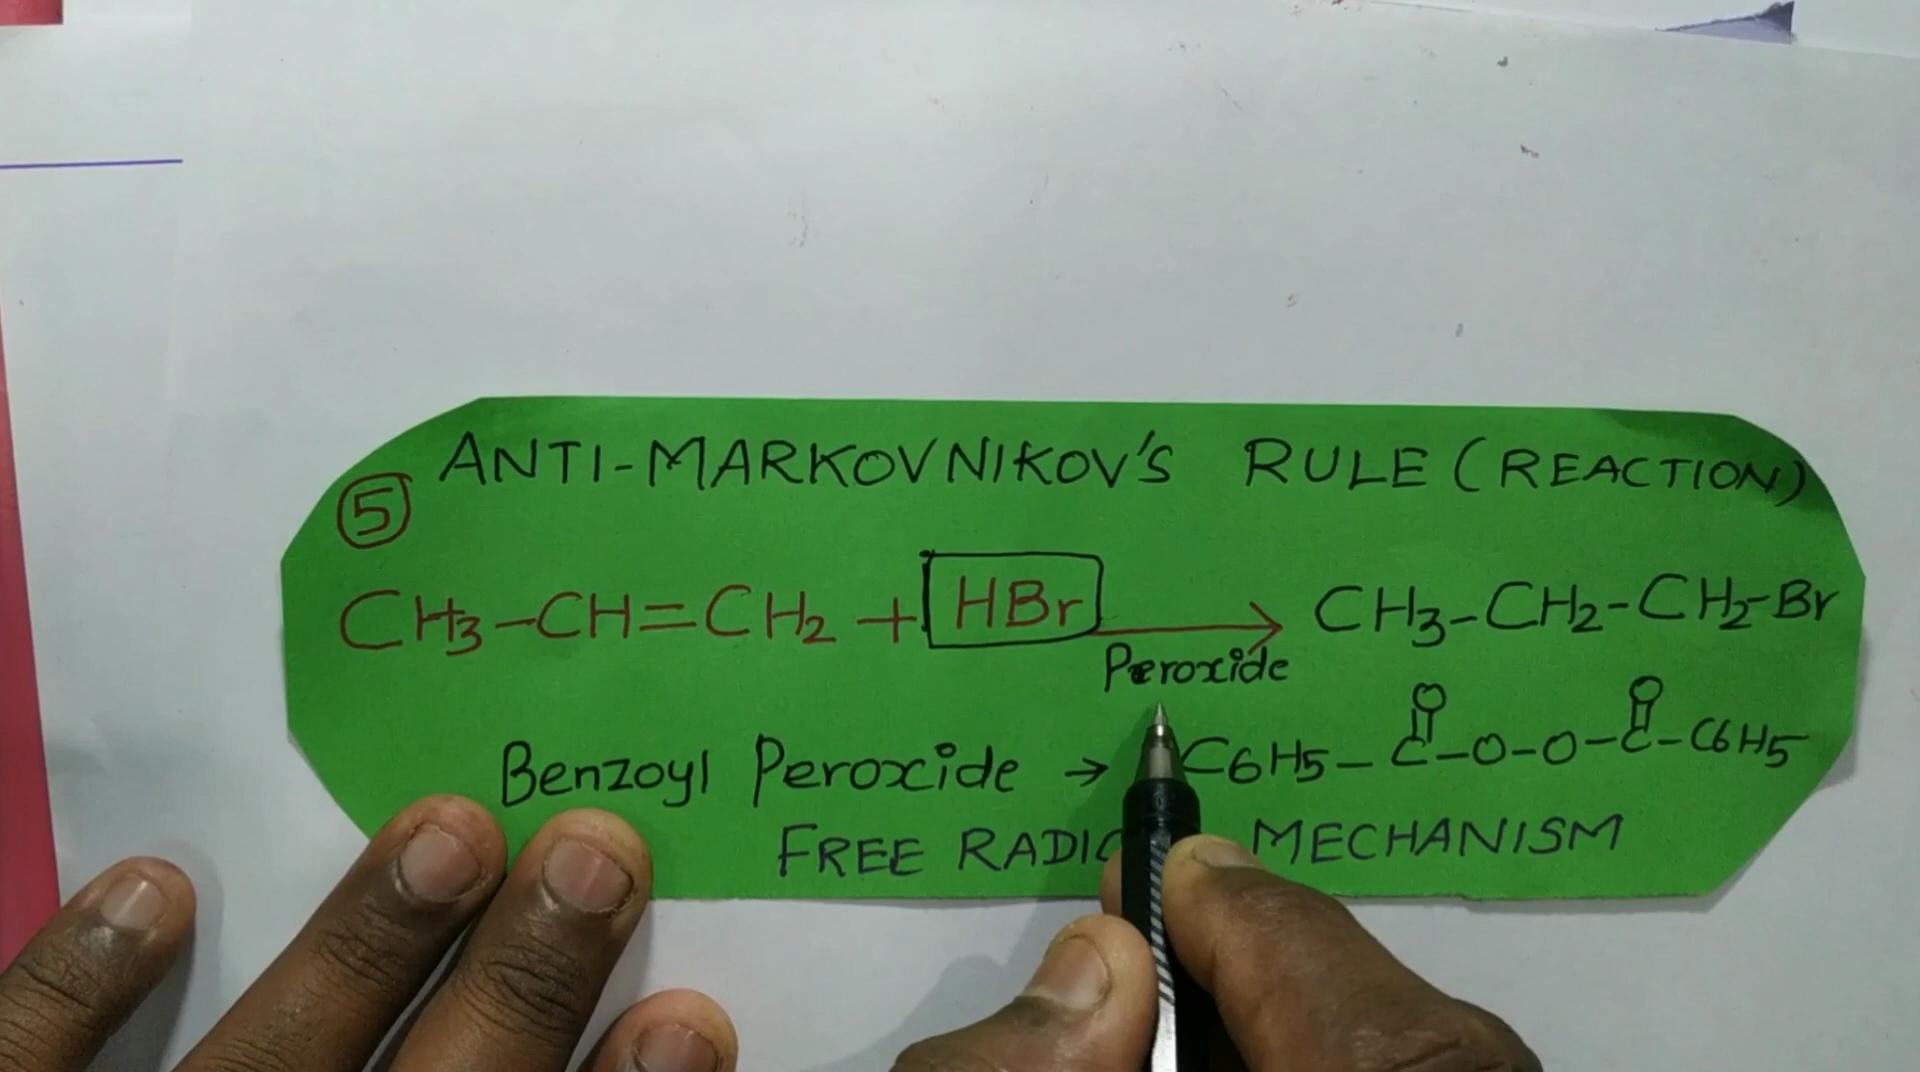 ANTI-MARKOVNIKOV'S RULE (REACTION)
5
CH3-CH=CH2 + HBr → CH3-CH2-CH2-Br
Peroxide
O O
|| ||
Benzoyl Peroxide → C6H5-C-O-O-C-C6H5
FREE MECHANISM